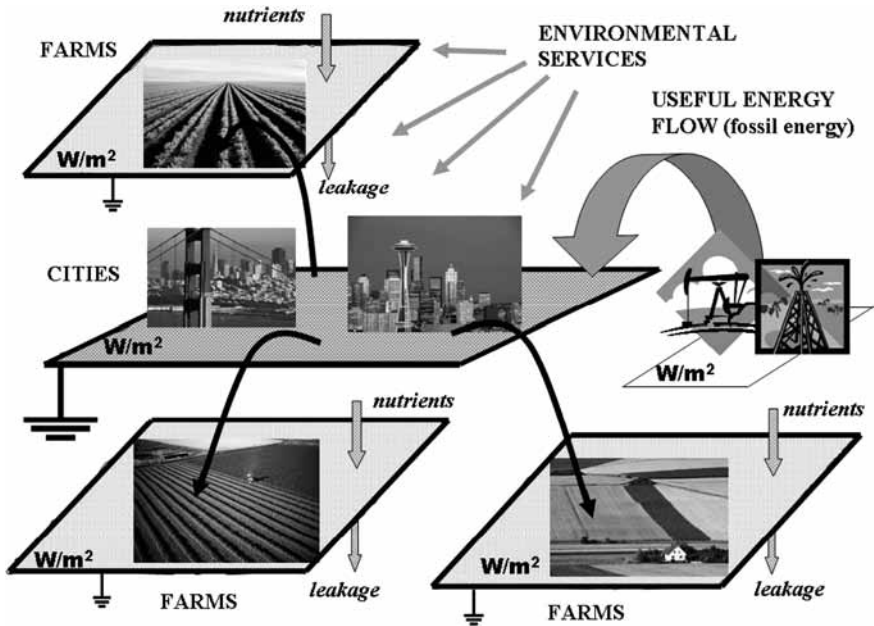 nutrients
FARMS
ENVIRONMENTAL
SERVICES
USEFUL ENERGY
FLOW (fossil energy)
W/m²
leakage
CITIES
W/m²
W/m²
nutrients
nutrients
W/m²
W/m²
leakage
leakage
FARMS
FARMS